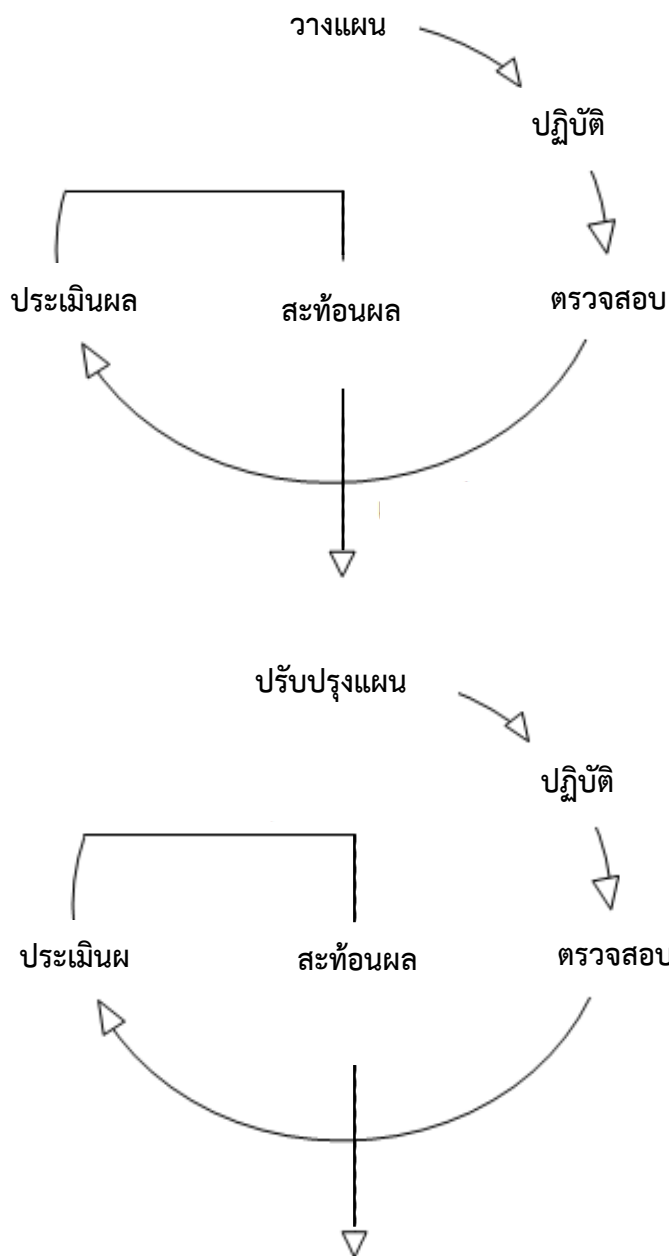 วางแผน
ปฏิบัติ
ประเมินผล สะท้อนผล ตรวจสอบ
ปรับปรุงแผน
ปฏิบัติ
ประเมินผ สะท้อนผล ตรวจสอบ